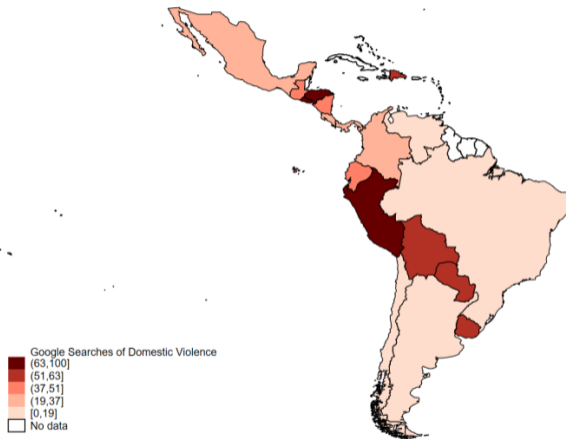 Google Searches of Domestic Violence
(63,100]
(51,63]
(37,51]
(19,37]
[0,19]
No data